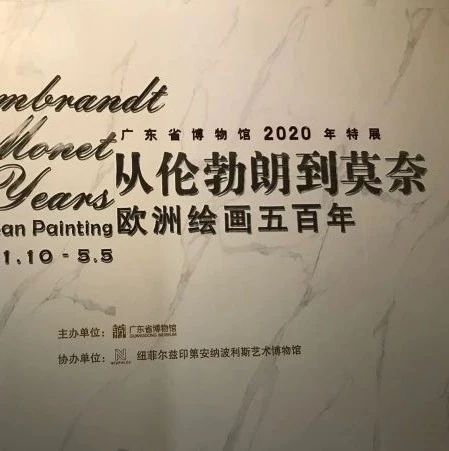 mbrandt
Monet
Years
an Painting
1.10 - 5.5
广东省博物馆 2020 年特展
从伦勃朗到莫奈
欧洲绘画五百年
主办单位: 广东省博物馆
GUANGDONG MUSEUM
协办单位: NEWFIELDS 纽菲尔兹印第安纳波利斯艺术博物馆